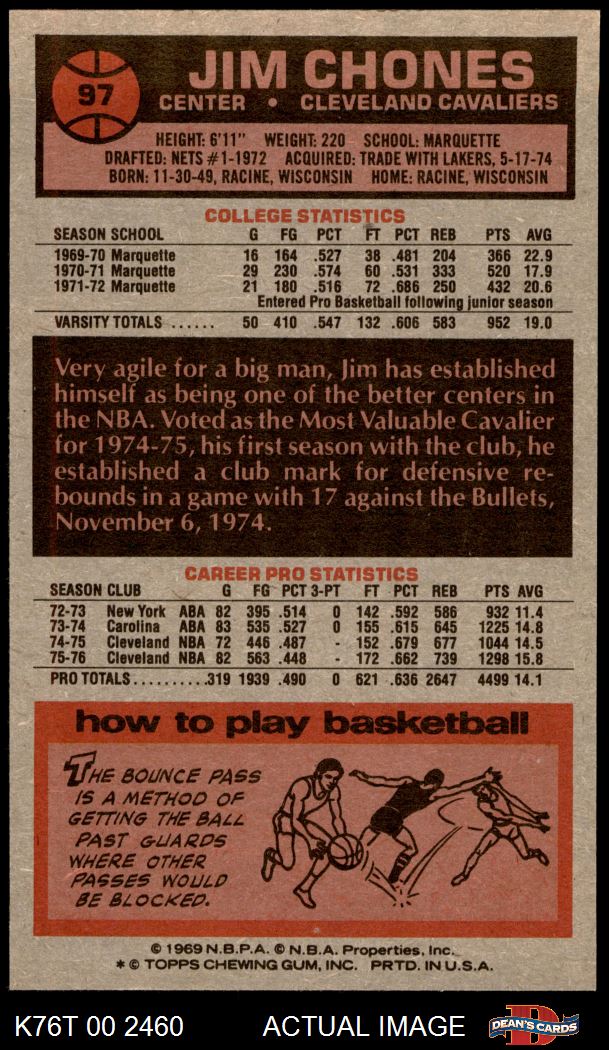 97
JIM CHONES
CENTER • CLEVELAND CAVALIERS
HEIGHT: 6'11" WEIGHT: 220 SCHOOL: MARQUETTE
DRAFTED: NETS #1-1972 ACQUIRED: TRADE WITH LAKERS, 5-17-74
BORN: 11-30-49, RACINE, WISCONSIN HOME: RACINE, WISCONSIN
COLLEGE STATISTICS
SEASON SCHOOL G FG PCT FT PCT REB PTS AVG
1969-70 Marquette 16 164 .527 38 .481 204 366 22.9
1970-71 Marquette 29 230 .574 60 .531 333 520 17.9
1971-72 Marquette 21 180 .516 72 .686 250 432 20.6
Entered Pro Basketball following junior season
VARSITY TOTALS ...... 50 410 .547 132 .606 583 952 19.0
Very agile for a big man, Jim has established
himself as being one of the better centers in
the NBA. Voted as the Most Valuable Cavalier
for 1974-75, his first season with the club, he
established a club mark for defensive re-
bounds in a game with 17 against the Bullets,
November 6, 1974.
CAREER PRO STATISTICS
SEASON CLUB G FG PCT 3-PT FT PCT REB PTS AVG
72-73 New York ABA 82 395 .514 0 142 .592 586 932 11.4
73-74 Carolina ABA 83 535 .527 0 155 .615 645 1225 14.8
74-75 Cleveland NBA 72 446 .487 - 152 .679 677 1044 14.5
75-76 Cleveland NBA 82 563 .448 - 172 .662 739 1298 15.8
PRO TOTALS..........319 1939 .490 0 621 .636 2647 4499 14.1
how to play basketball
THE BOUNCE PASS
IS A METHOD OF
GETTING THE BALL
PAST GUARDS
WHERE OTHER
PASSES WOULD
BE BLOCKED.
© 1969 N.B.P.A. © N.B.A. Properties, Inc.
* © TOPPS CHEWING GUM, INC. PRTD. IN U.S.A.
K76T 00 2460 ACTUAL IMAGE
D
DEAN'S CARDS